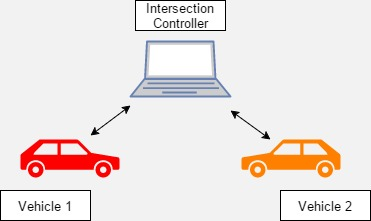 Intersection
Controller
Vehicle 1
Vehicle 2